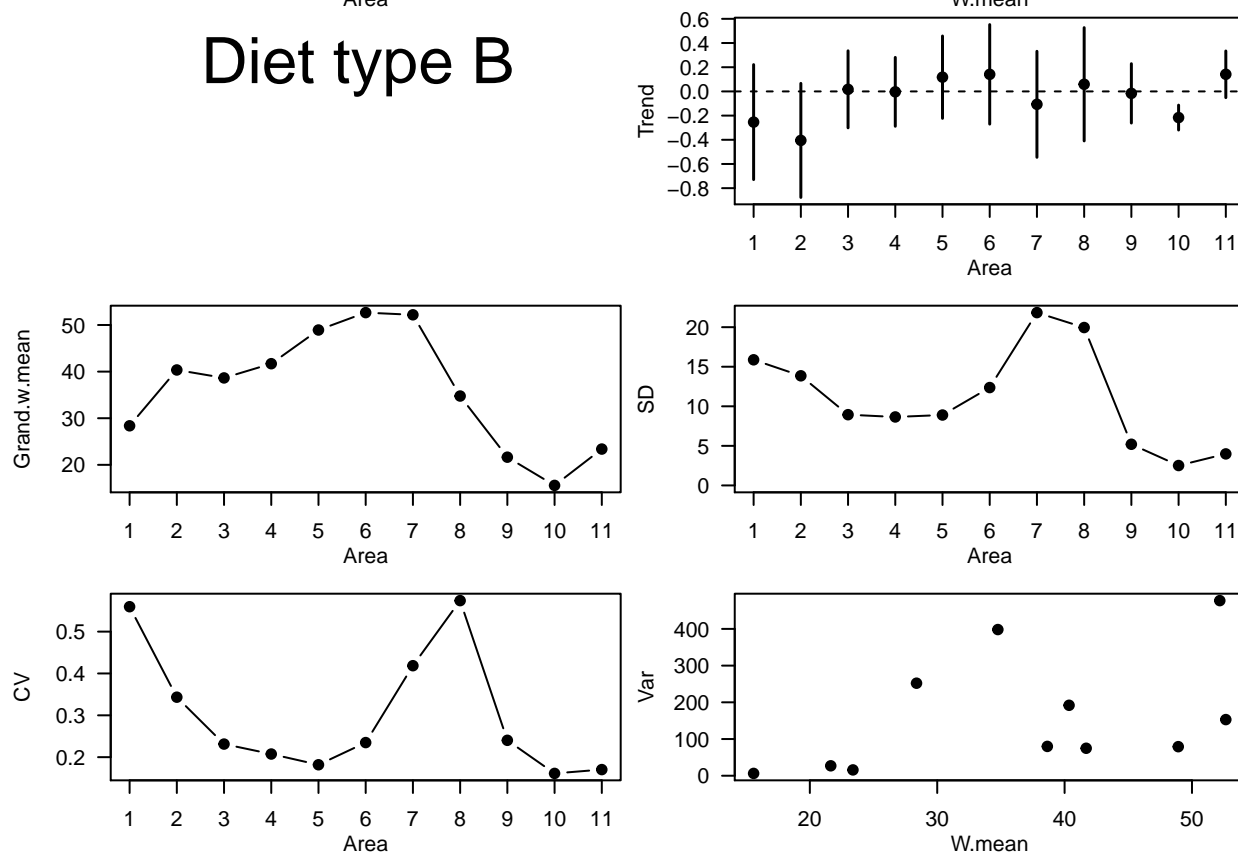 Area
W.mean
Diet type B
0.6
0.4
0.2
0.0
−0.2
−0.4
−0.6
−0.8
Trend
1 2 3 4 5 6 7 8 9 10 11
Area
50
40
30
20
Grand.w.mean
1 2 3 4 5 6 7 8 9 10 11
Area
20
15
10
5
0
SD
1 2 3 4 5 6 7 8 9 10 11
Area
0.5
0.4
0.3
0.2
CV
1 2 3 4 5 6 7 8 9 10 11
Area
400
300
200
100
0
Var
20 30 40 50
W.mean